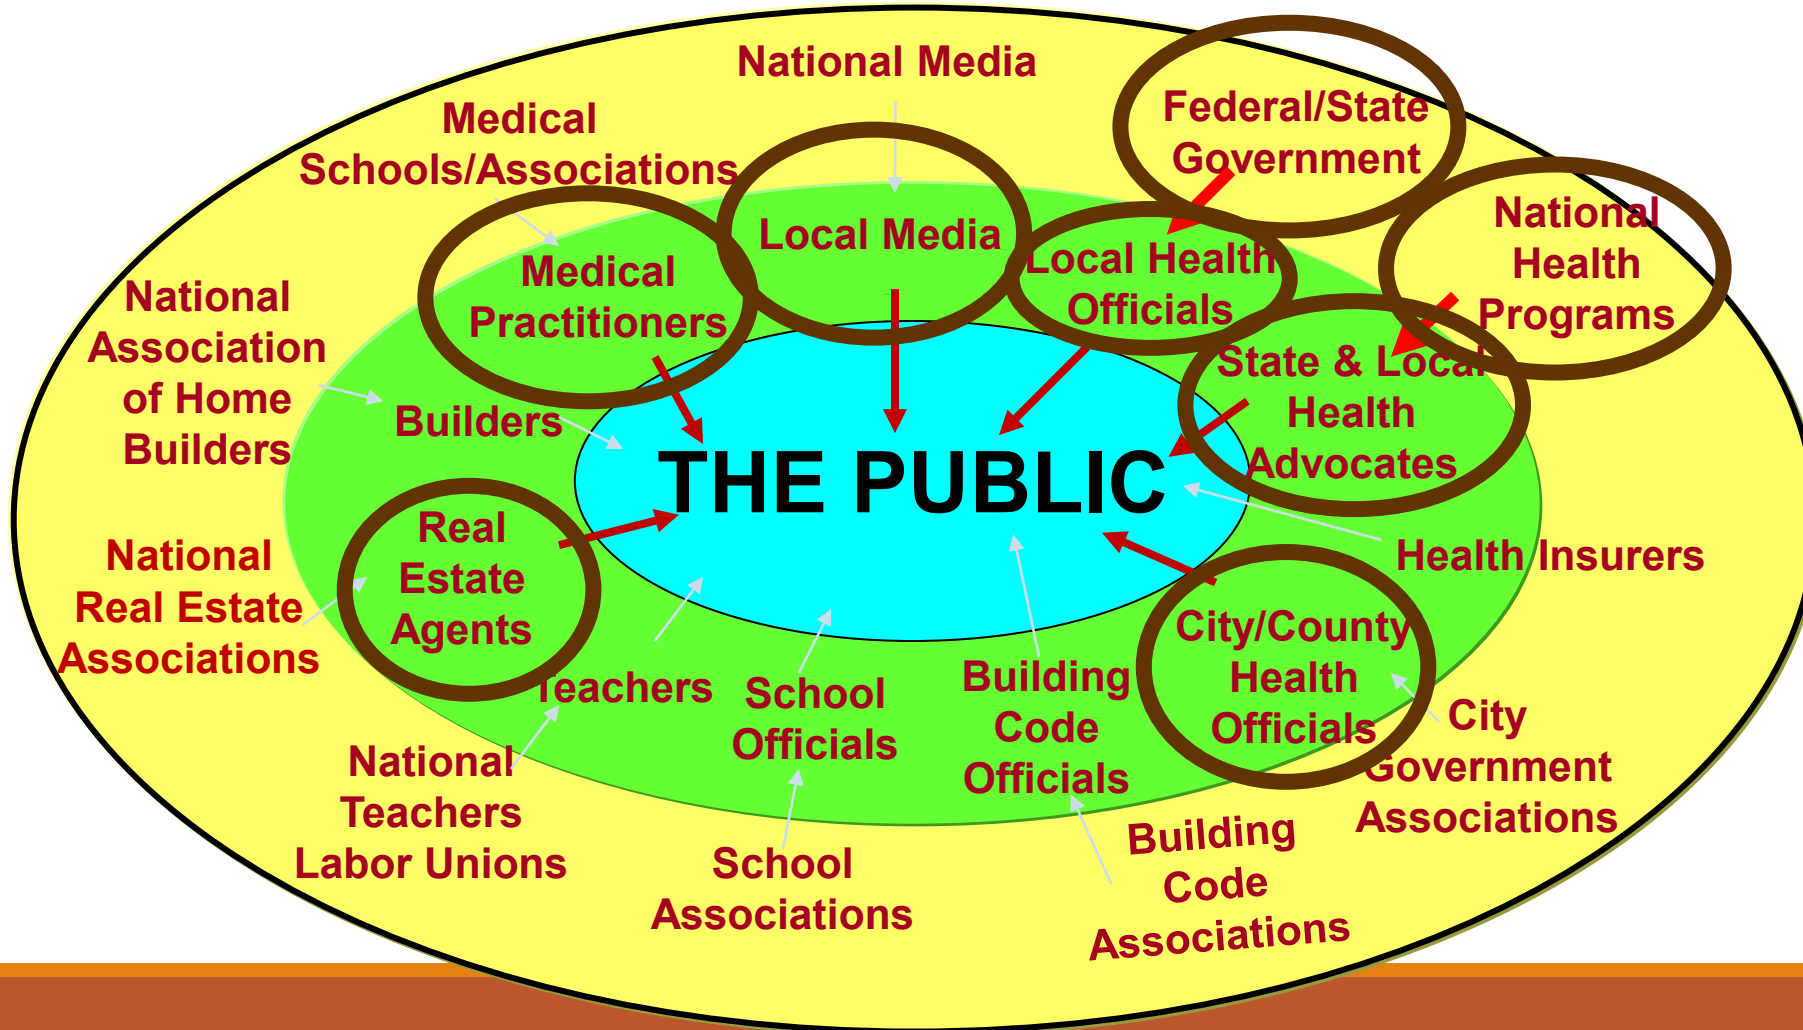 National Media
Federal/State
Government
Medical
Schools/Associations
National
Health
Programs
Local Media
Local Health
Officials
Medical
Practitioners
National
Association
of Home
Builders
State & Local
Health
Advocates
Builders
THE PUBLIC
Real
Estate
Agents
National
Real Estate
Associations
Health Insurers
City/County
Health
Officials
Teachers
School
Officials
Building
Code
Officials
City
Government
Associations
National
Teachers
Labor Unions
School
Associations
Building
Code
Associations